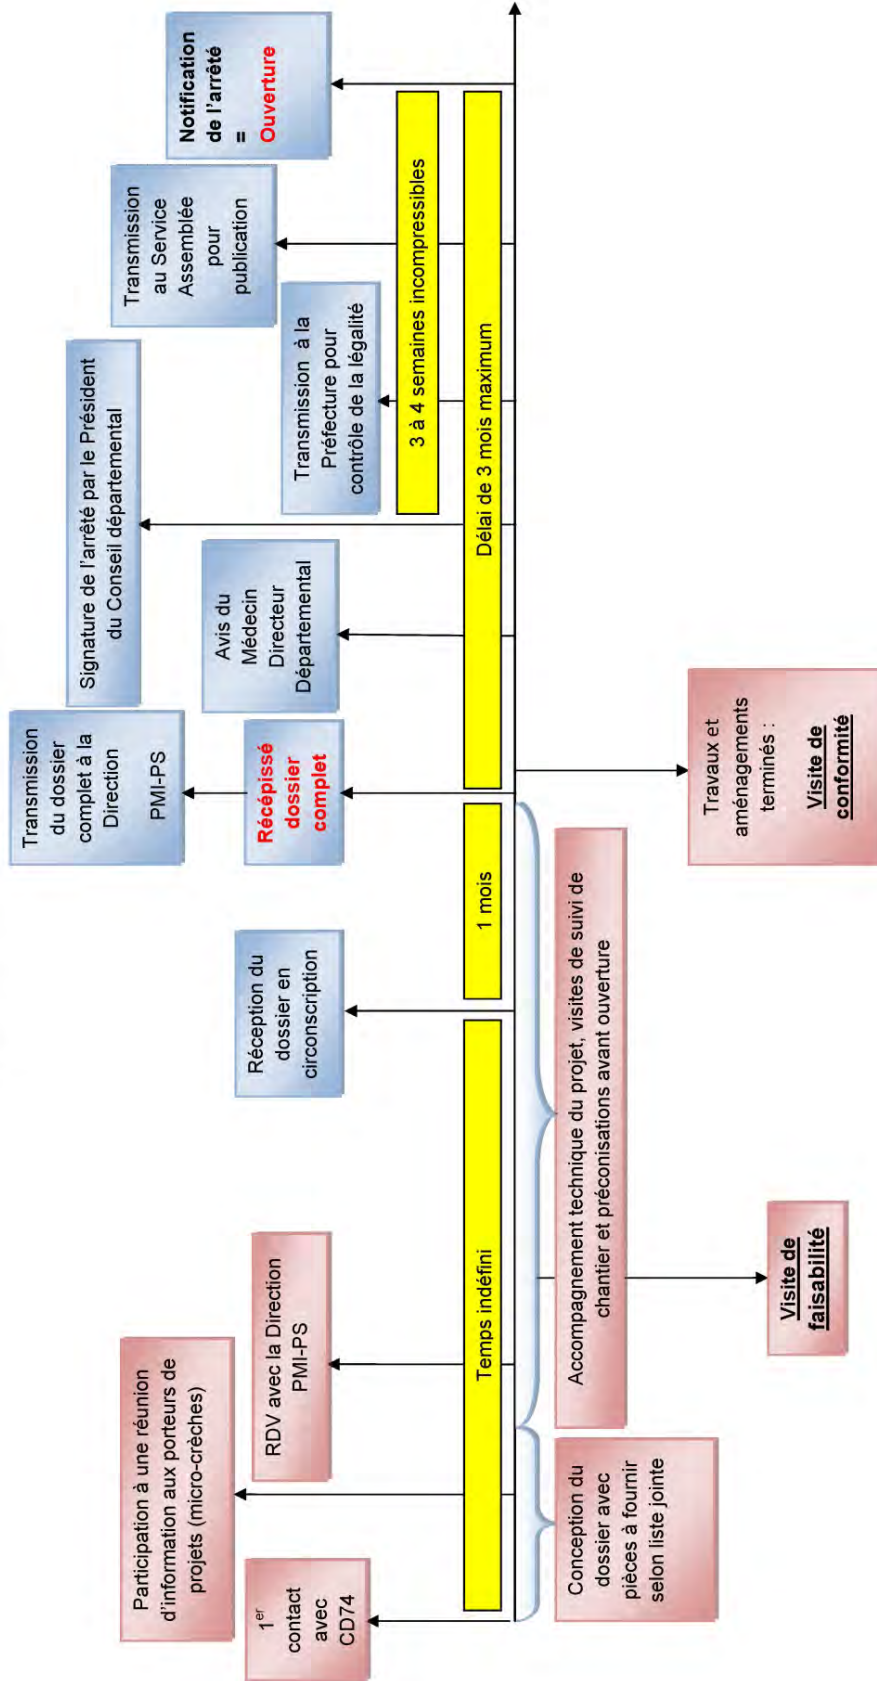 1er
contact
avec
CD74
Participation à une réunion
d'information aux porteurs de
projets (micro-crèches)
RDV avec la Direction
PMI-PS
Réception du
dossier en
circonscription
Transmission
du dossier
complet à la
Direction
PMI-PS
Récépissé
dossier
complet
Avis du
Médecin
Directeur
Départemental
Signature de l'arrêté par le Président
du Conseil départemental
Transmission à la
Préfecture pour
contrôle de la légalité
Transmission
au Service
Assemblée
pour
publication
Notification
de l'arrêté
=
Ouverture
3 à 4 semaines incompressibles
Temps indéfini
1 mois
Délai de 3 mois maximum
Conception du
dossier avec
pièces à fournir
selon liste jointe
Accompagnement technique du projet, visites de suivi de
chantier et préconisations avant ouverture
Visite de
faisabilité
Travaux et
aménagements
terminés :
Visite de
conformité